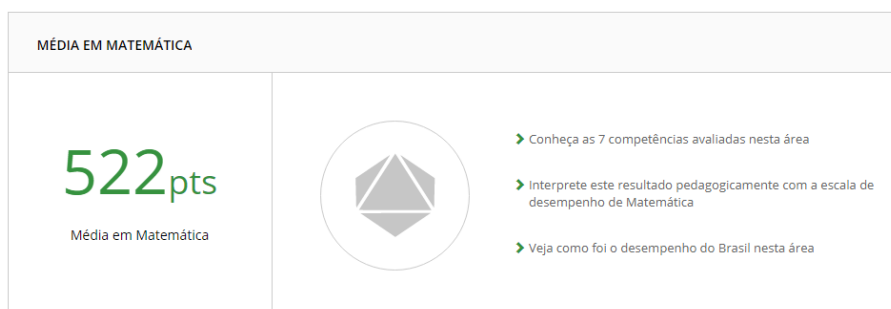 MÉDIA EM MATEMÁTICA
522pts
Média em Matemática
Conheça as 7 competências avaliadas nesta área
Interprete este resultado pedagogicamente com a escala de
desempenho de Matemática
Veja como foi o desempenho do Brasil nesta área